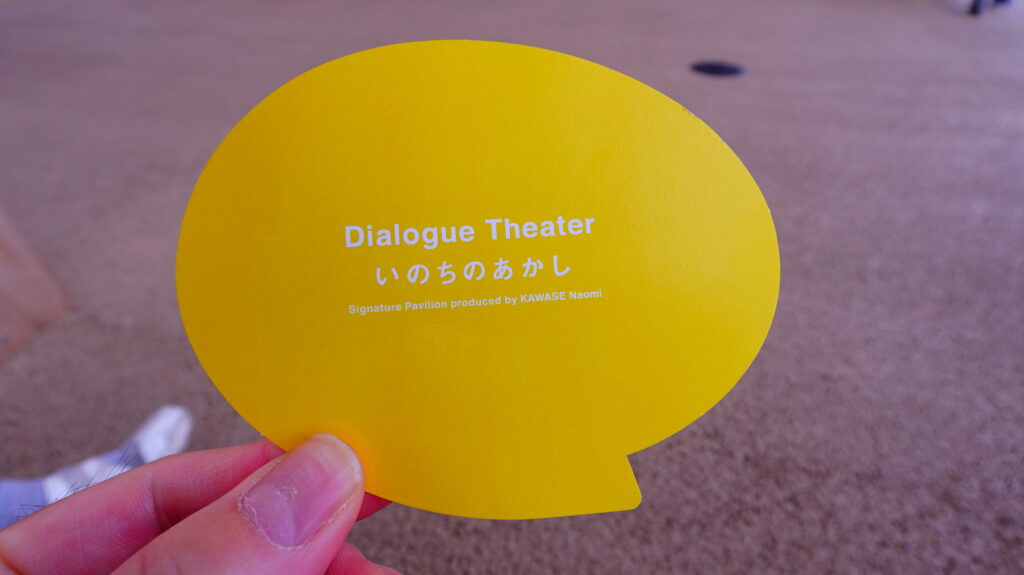 Dialogue Theater
いのちのあかし
Signature Pavilion produced by KAWASE Naomi